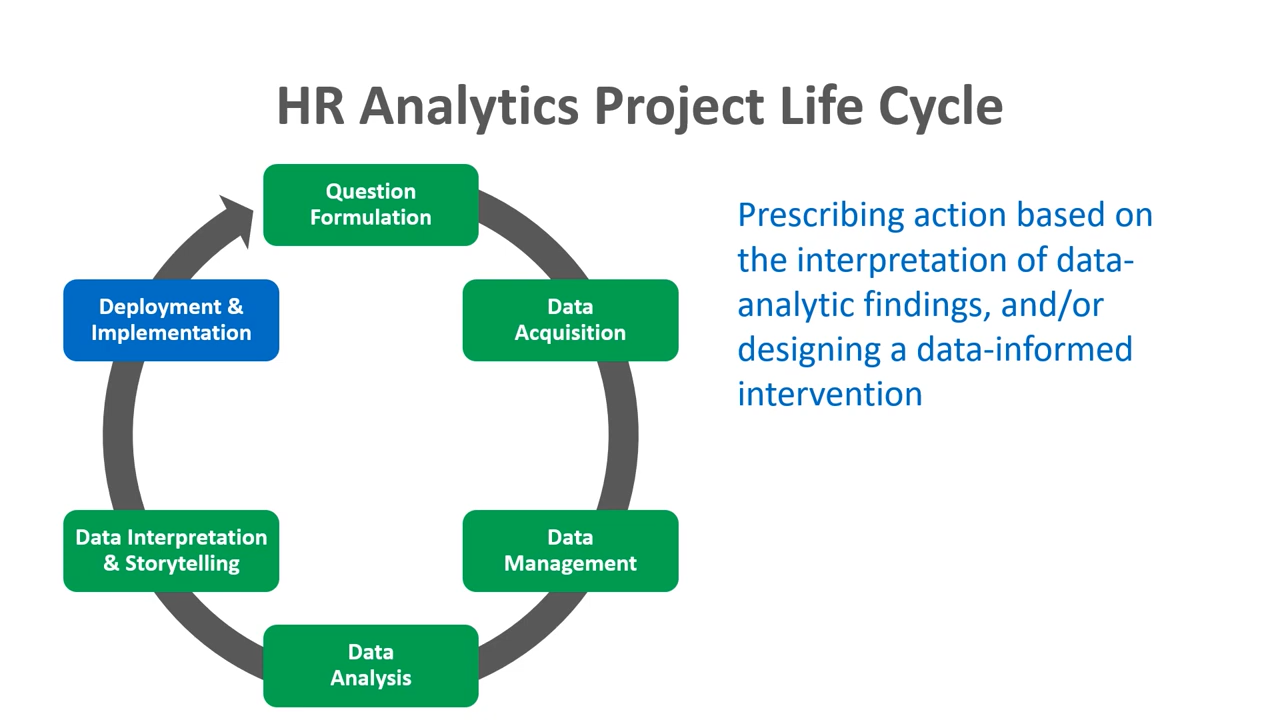 HR Analytics Project Life Cycle
Question
Formulation
Data
Acquisition
Data
Management
Data
Analysis
Data Interpretation
& Storytelling
Deployment &
Implementation
Prescribing action based on
the interpretation of data-
analytic findings, and/or
designing a data-informed
intervention